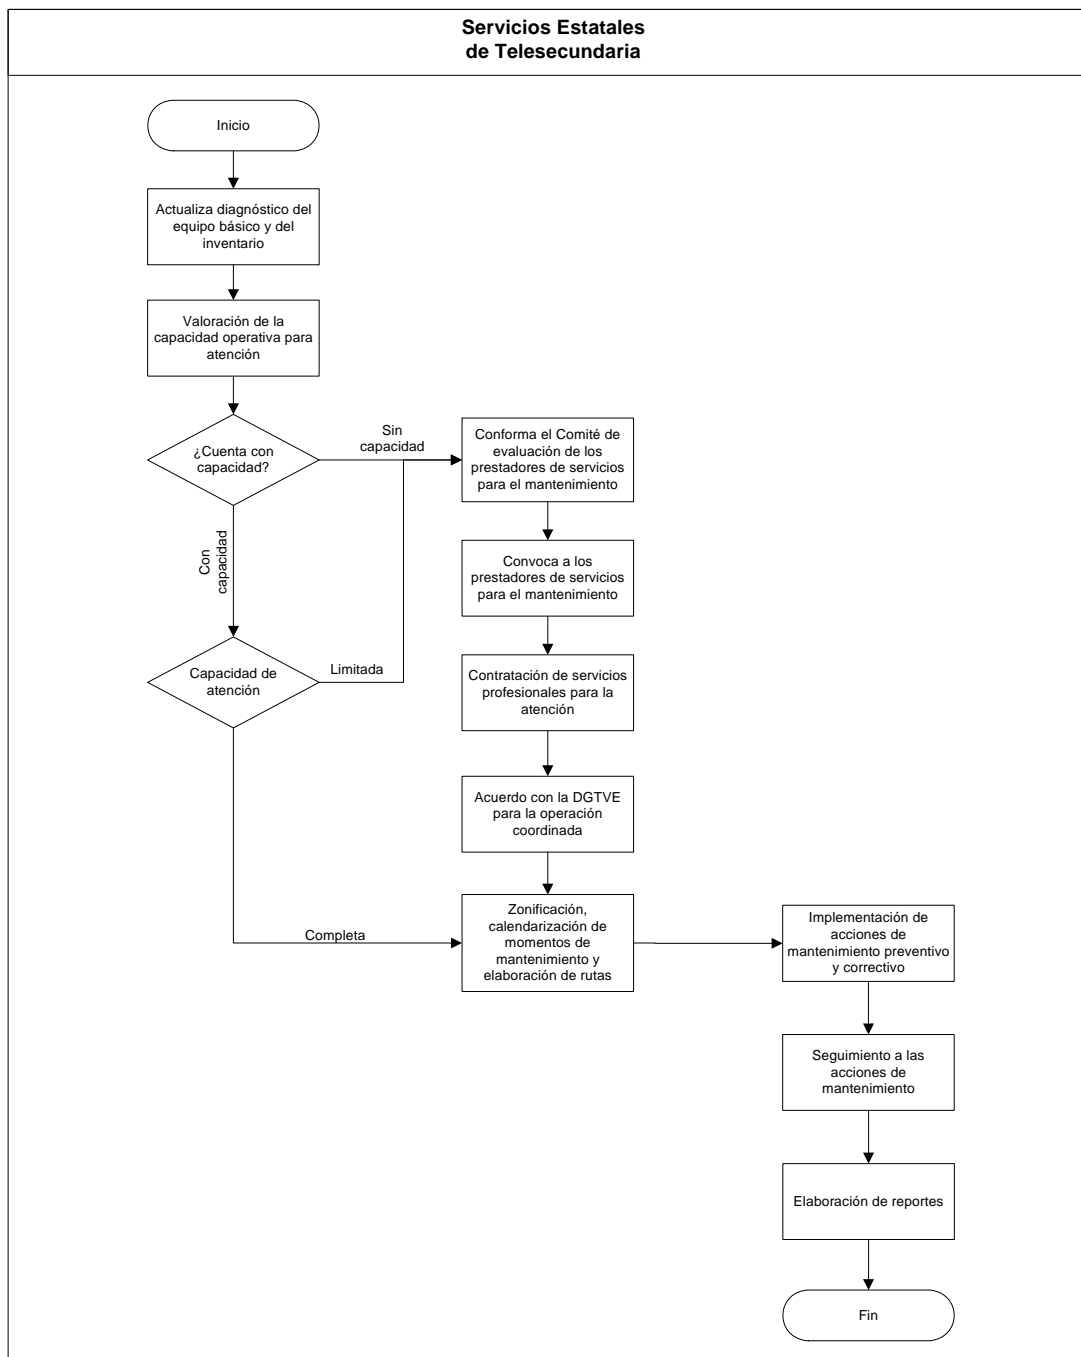 Servicios Estatales
de Telesecundaria
Inicio
Actualiza diagnóstico del
equipo básico y del
inventario
Valoración de la
capacidad operativa para
atención
¿Cuenta con
capacidad?
Sin
capacidad
Conforma el Comité de
evaluación de los
prestadores de servicios
para el mantenimiento
Con
capacidad
Convoca a los
prestadores de servicios
para el mantenimiento
Capacidad de
atención
Limitada
Contratación de servicios
profesionales para la
atención
Acuerdo con la DGTVE
para la operación
coordinada
Completa
Zonificación,
calendarización de
momentos de
mantenimiento y
elaboración de rutas
Implementación de
acciones de
mantenimiento preventivo
y correctivo
Seguimiento a las
acciones de
mantenimiento
Elaboración de reportes
Fin